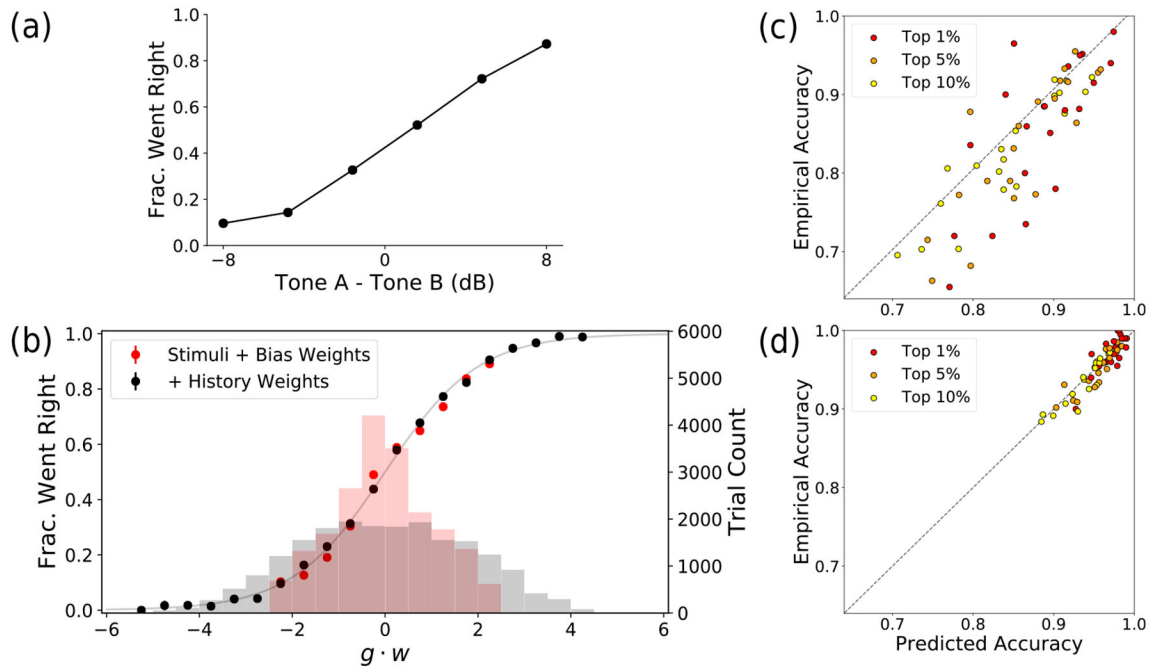 (a)
Frac. Went Right
1.0
0.8
0.6
0.4
0.2
0.0
−8
0
8
Tone A - Tone B (dB)
(b)
Frac. Went Right
1.0
0.8
0.6
0.4
0.2
0.0
Stimuli + Bias Weights
+ History Weights
6000
5000
4000
3000
2000
1000
0
Trial Count
−6
−4
−2
0
2
4
6
g · w
(c)
Empirical Accuracy
1.0
0.9
0.8
0.7
Top 1%
Top 5%
Top 10%
0.7
0.8
0.9
1.0
(d)
Empirical Accuracy
1.0
0.9
0.8
0.7
Top 1%
Top 5%
Top 10%
0.7
0.8
0.9
1.0
Predicted Accuracy